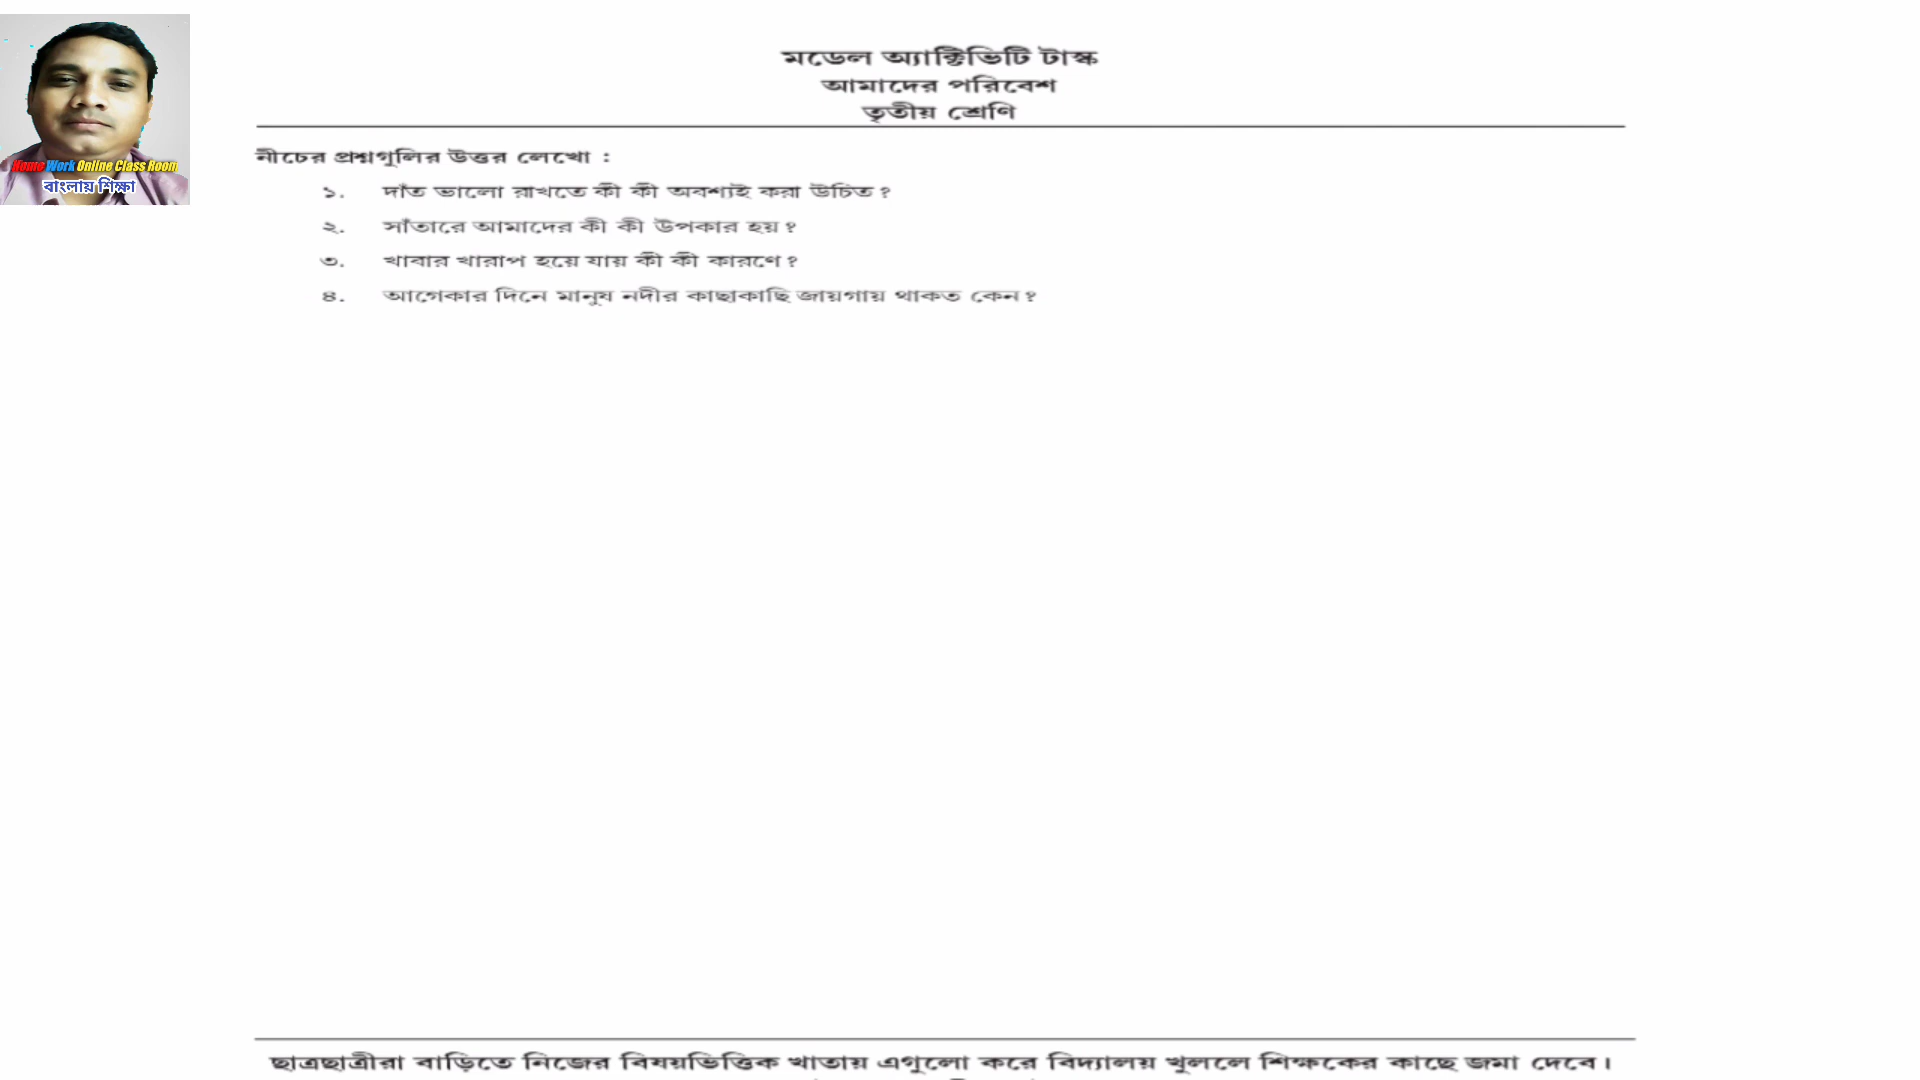 Home Work Online Class Room
বাংলায় শিক্ষা
মডেল অ্যাক্টিভিটি টাস্ক
আমাদের পরিবেশ
তৃতীয় শ্রেণি
নীচের প্রশ্নগুলির উত্তর লেখো :
১. দাঁত ভালো রাখতে কী কী অবশ্যই করা উচিত?
২. সাঁতারে আমাদের কী কী উপকার হয়?
৩. খাবার খারাপ হয়ে যায় কী কী কারণে?
৪. আগেকার দিনে মানুষ নদীর কাছাকাছি জায়গায় থাকত কেন?
ছাত্রছাত্রীরা বাড়িতে নিজের বিষয়ভিত্তিক খাতায় এগুলো করে বিদ্যালয় খুললে শিক্ষকের কাছে জমা দেবে।